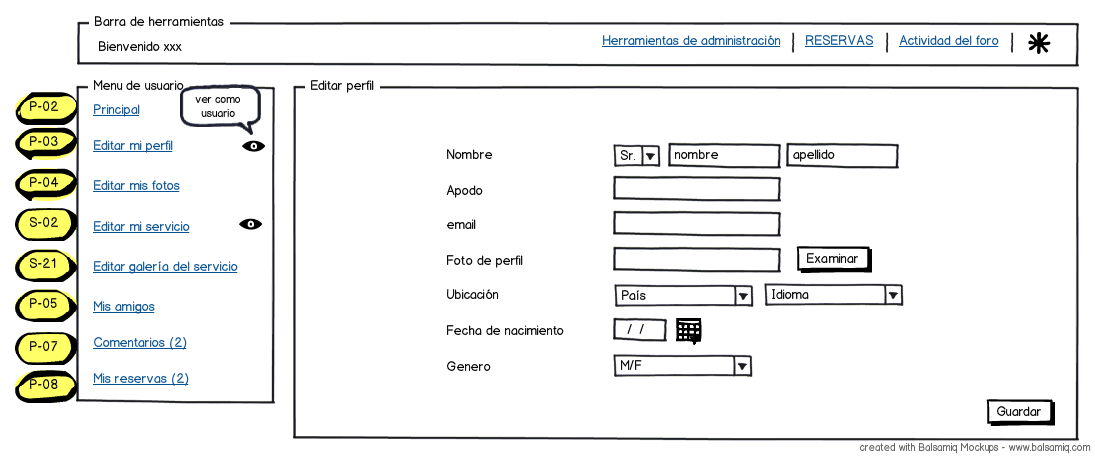 Barra de herramientas
Bienvenido xxx
Herramientas de administración
RESERVAS
Actividad del foro
Menu de usuario
ver como
usuario
P-02
Principal
P-03
Editar mi perfil
P-04
Editar mis fotos
S-02
Editar mi servicio
S-21
Editar galería del servicio
P-05
Mis amigos
P-07
Comentarios (2)
P-08
Mis reservas (2)
Editar perfil
Nombre Sr. nombre apellido
Apodo
email
Foto de perfil Examinar
Ubicación País Idioma
Fecha de nacimiento / /
Genero M/F
Guardar
created with Balsamiq Mockups - www.balsamiq.com